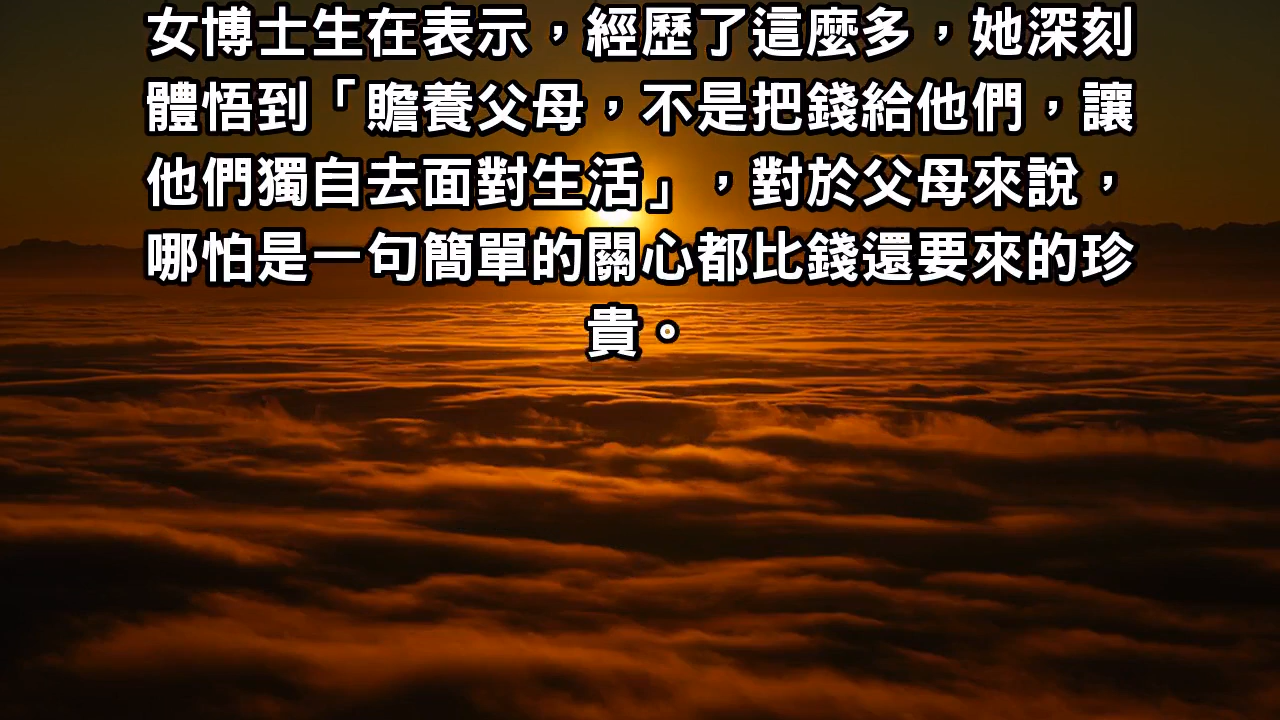 女博士生在表示，經歷了這麼多，她深刻
體悟到「贍養父母，不是把錢給他們，讓
他們獨自去面對生活」，對於父母來說，
哪怕是一句簡單的關心都比錢還要來的珍
貴。